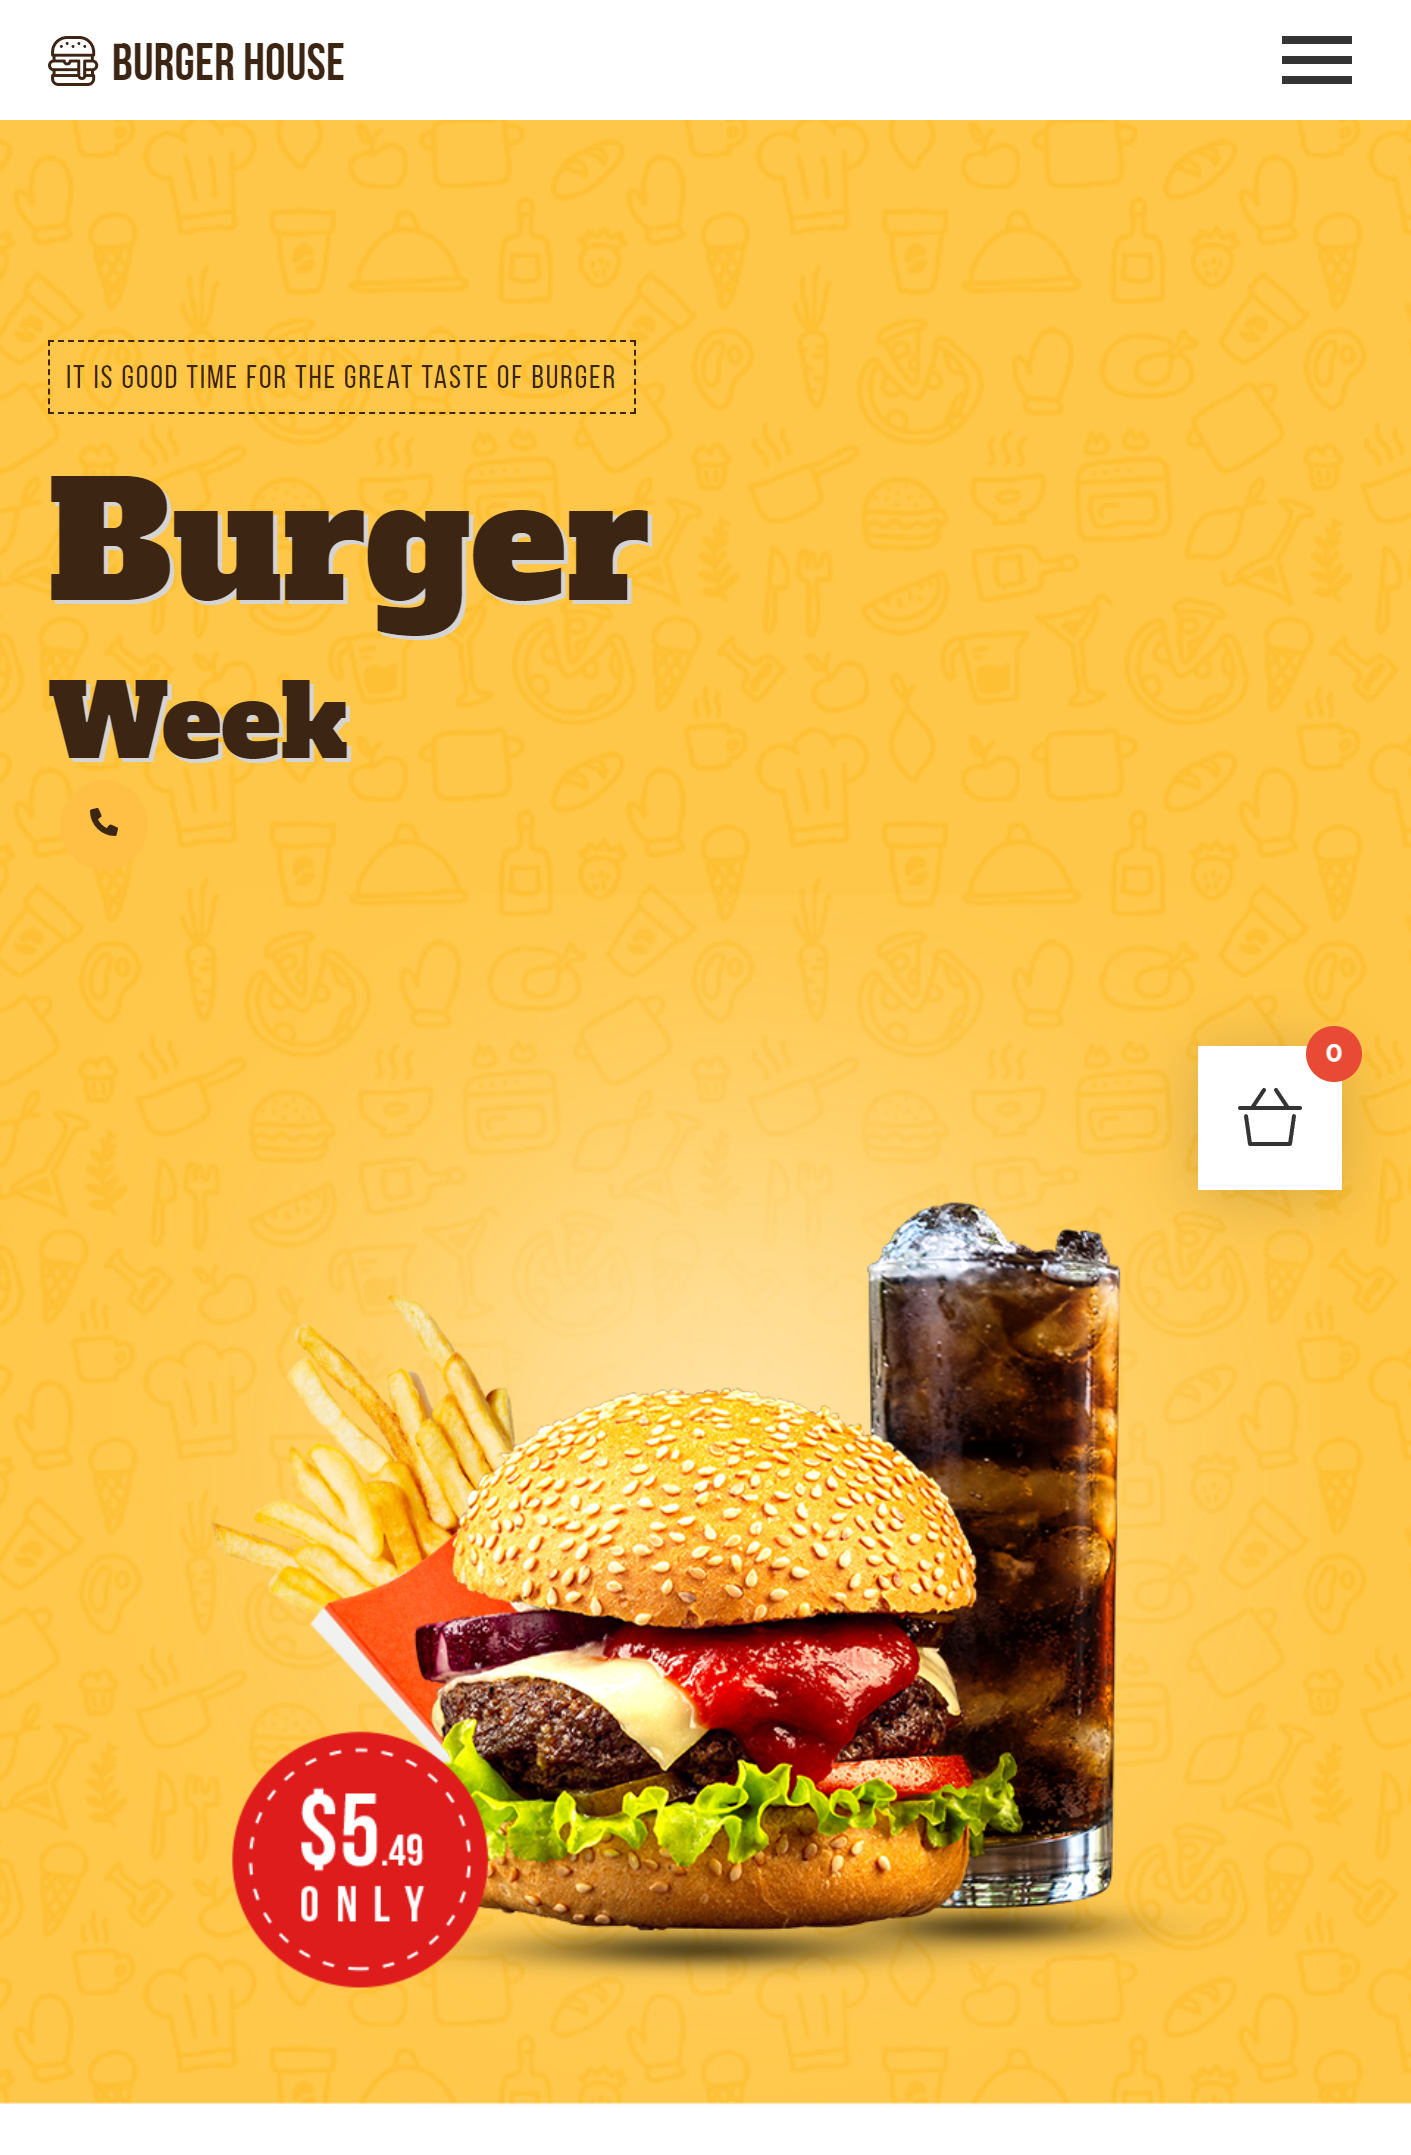 BURGER HOUSE
IT IS GOOD TIME FOR THE GREAT TASTE OF BURGER
Burger
Week
0
$5.49
ONLY